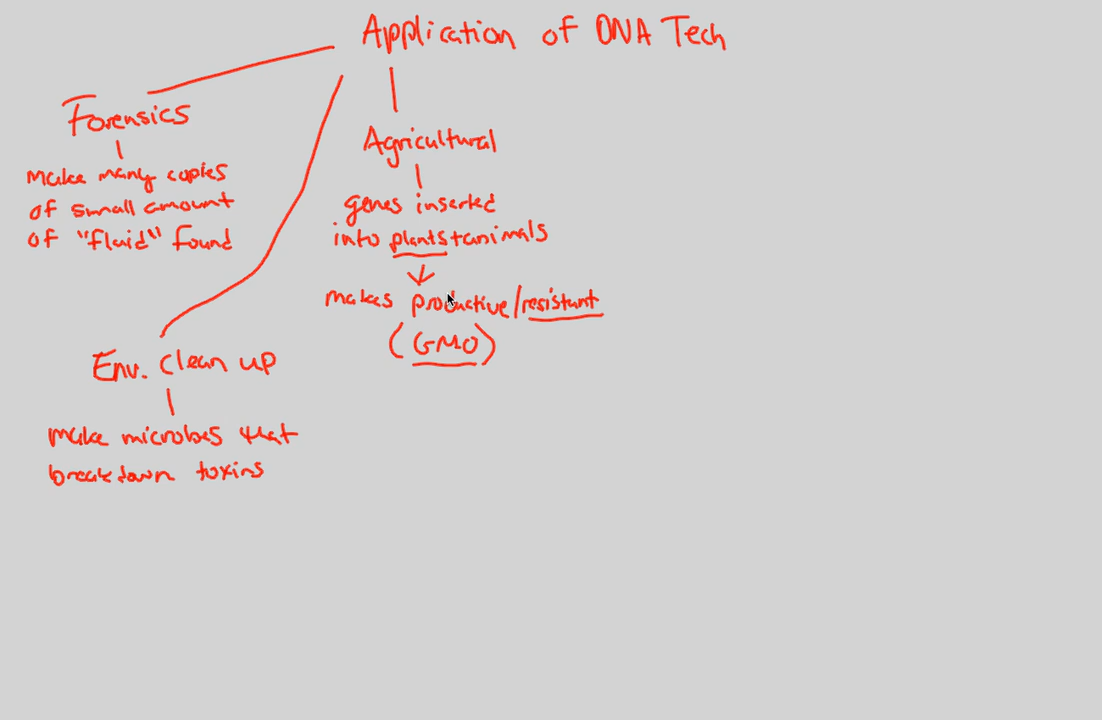 Application of DNA Tech
Forensics
make many copies
of small amount
of "fluid" found
Agricultural
genes inserted
into plants+animals
makes productive/resistant
(GMO)
Env. Clean up
make microbes that
breakdown toxins